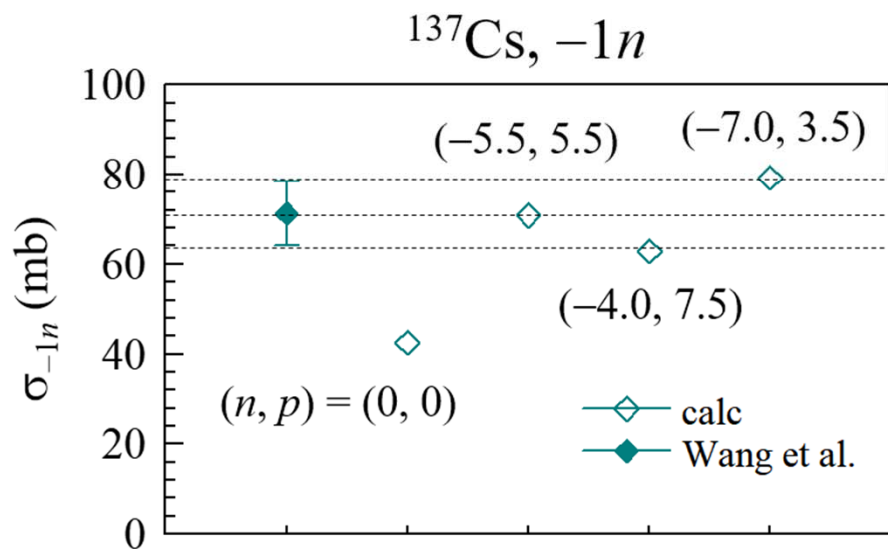 ¹³⁷Cs, −1n
100
80
60
40
20
0
σ₋₁ₙ (mb)
(−5.5, 5.5)
(−7.0, 3.5)
(−4.0, 7.5)
(n, p) = (0, 0)
calc
Wang et al.